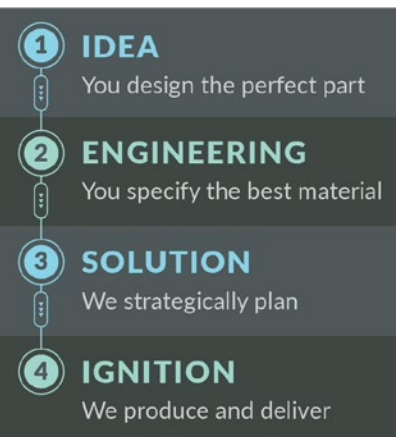 1 IDEA
You design the perfect part
2 ENGINEERING
You specify the best material
3 SOLUTION
We strategically plan
4 IGNITION
We produce and deliver